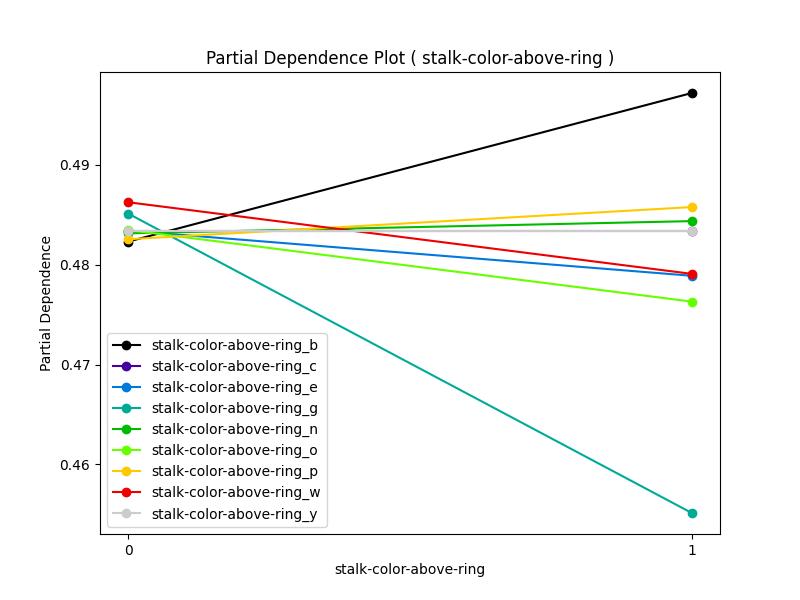 Partial Dependence Plot ( stalk-color-above-ring )
Partial Dependence
0.49
0.48
0.47
0.46
stalk-color-above-ring_b
stalk-color-above-ring_c
stalk-color-above-ring_e
stalk-color-above-ring_g
stalk-color-above-ring_n
stalk-color-above-ring_o
stalk-color-above-ring_p
stalk-color-above-ring_w
stalk-color-above-ring_y
0 1
stalk-color-above-ring